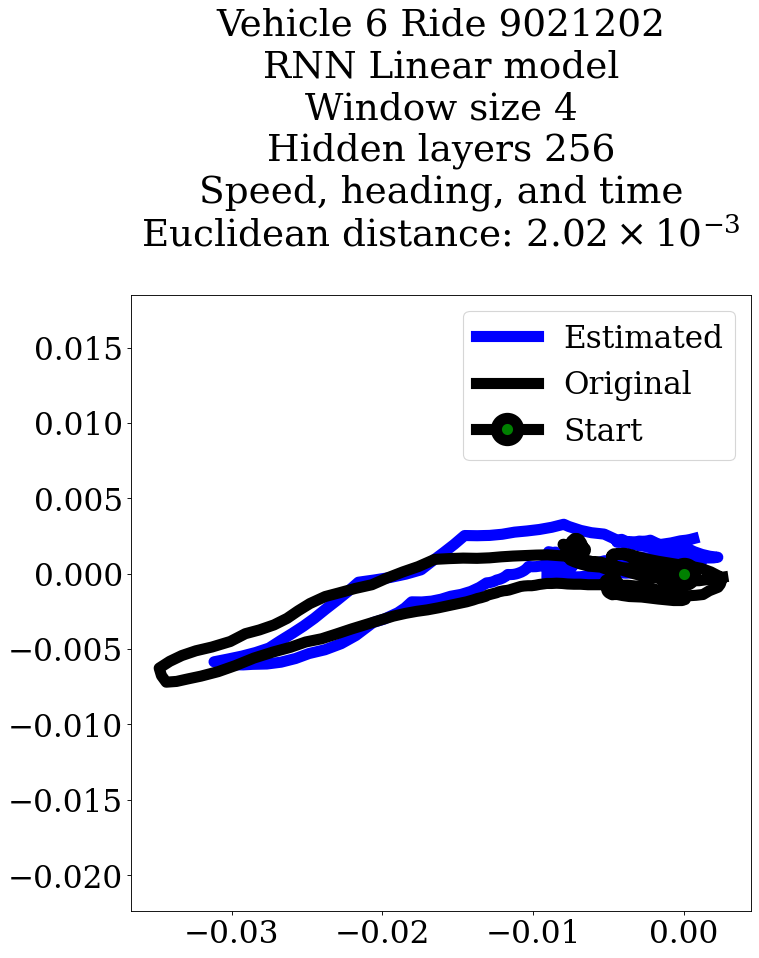 Vehicle 6 Ride 9021202
RNN Linear model
Window size 4
Hidden layers 256
Speed, heading, and time
Euclidean distance: 2.02 × 10⁻³
Estimated
Original
Start
0.015
0.010
0.005
0.000
−0.005
−0.010
−0.015
−0.020
−0.03 −0.02 −0.01 0.00